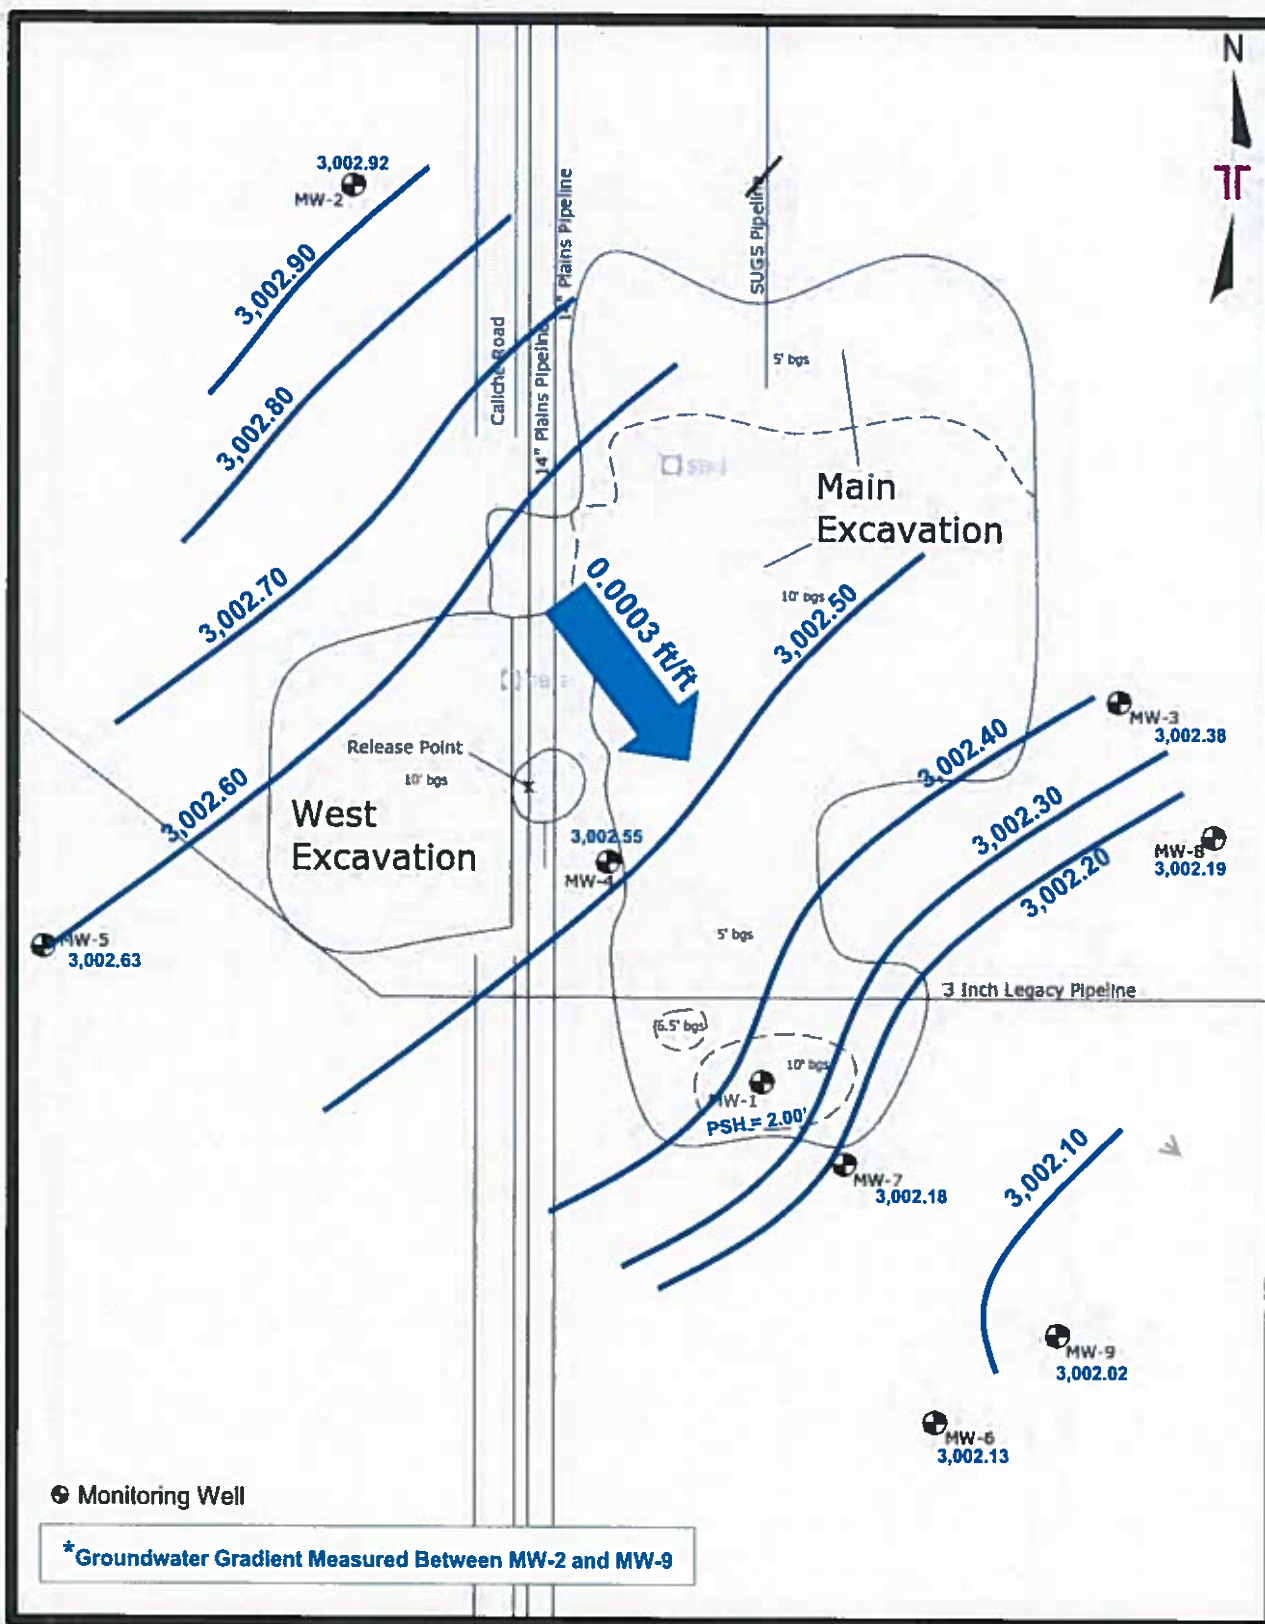 N
3,002.92
MW-2
3,002.90
3,002.80
3,002.70
3,002.60
Caliche Road
14" Plains Pipeline
14" Plains Pipeline
SUGS Pipeline
5' bgs
Main
Excavation
10' bgs
0.0003 ft/ft
3,002.50
MW-3
3,002.38
3,002.40
3,002.30
3,002.20
MW-8
3,002.19
Release Point
10' bgs
West
Excavation
3,002.55
MW-4
MW-5
3,002.63
5' bgs
3 Inch Legacy Pipeline
6.5' bgs
10' bgs
MW-1
PSH = 2.00'
MW-7
3,002.18
3,002.10
MW-9
3,002.02
MW-6
3,002.13
Monitoring Well
*Groundwater Gradient Measured Between MW-2 and MW-9